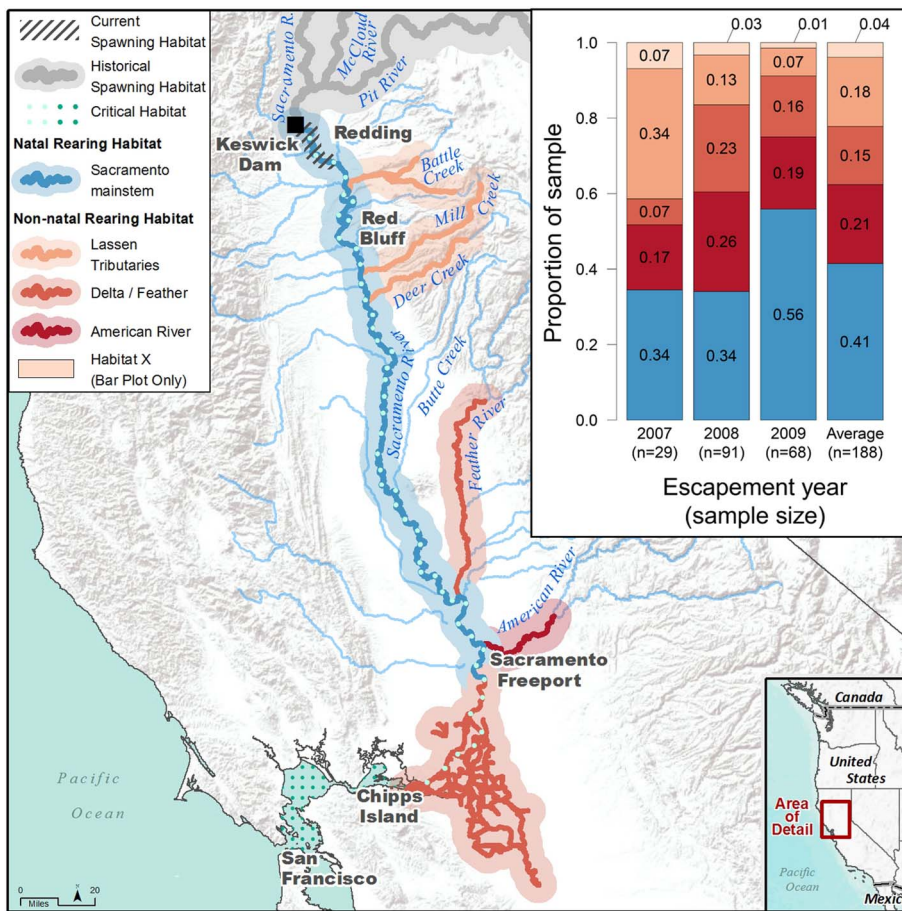 Current
Spawning Habitat
Historical
Spawning Habitat
Critical Habitat
Natal Rearing Habitat
Sacramento
mainstem
Non-natal Rearing Habitat
Lassen
Tributaries
Delta / Feather
American River
Habitat X
(Bar Plot Only)
Sacramento R.
McCloud
River
Pit River
Keswick
Dam
Redding
Battle
Creek
Red
Bluff
Mill Creek
Deer Creek
Sacramento River
Butte Creek
Feather River
American River
Sacramento
Freeport
Chipps
Island
San
Francisco
Pacific
Ocean
0 20
Miles
N
Proportion of sample
1.0
0.8
0.6
0.4
0.2
0.0
0.03 0.01 0.04
0.07
0.34
0.07
0.17
0.34
0.13
0.23
0.26
0.34
0.07
0.16
0.19
0.56
0.18
0.15
0.21
0.41
2007 2008 2009 Average
(n=29) (n=91) (n=68) (n=188)
Escapement year
(sample size)
Canada
United
States
Area
of
Detail
Pacific
Ocean
Mexic